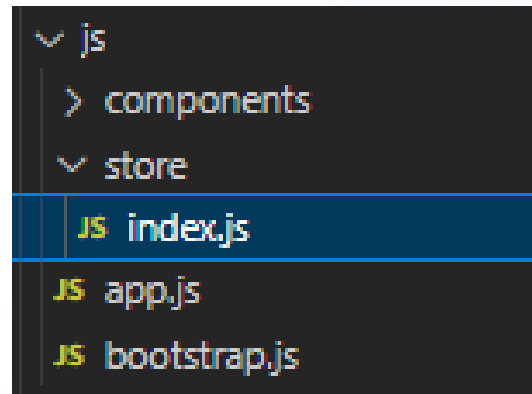 js
components
store
JS index.js
JS app.js
JS bootstrap.js